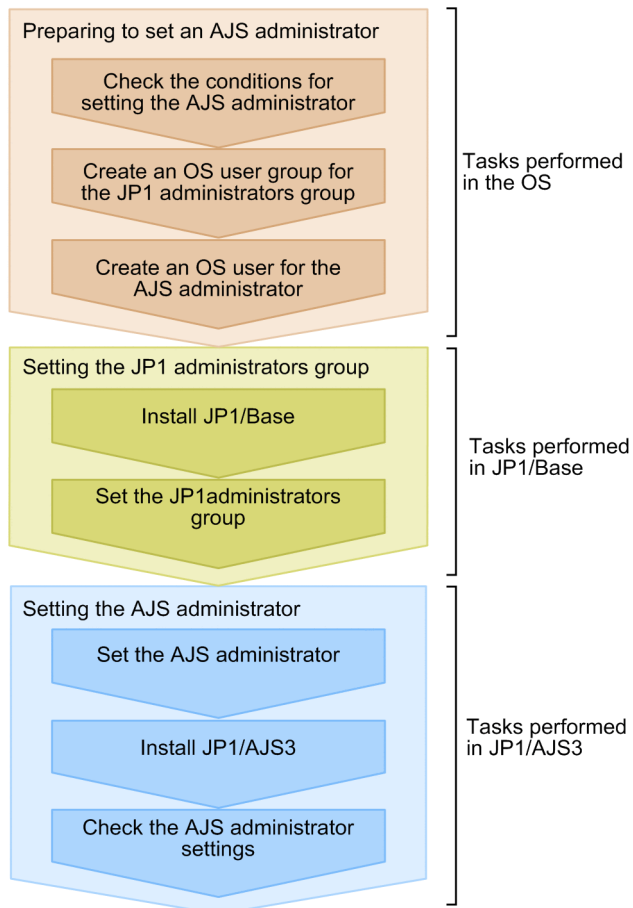 Preparing to set an AJS administrator
Check the conditions for
setting the AJS administrator
Create an OS user group for
the JP1 administrators group
Create an OS user for the
AJS administrator
Tasks performed
in the OS
Setting the JP1 administrators group
Install JP1/Base
Set the JP1administrators
group
Tasks performed
in JP1/Base
Setting the AJS administrator
Set the AJS administrator
Install JP1/AJS3
Check the AJS administrator
settings
Tasks performed
in JP1/AJS3